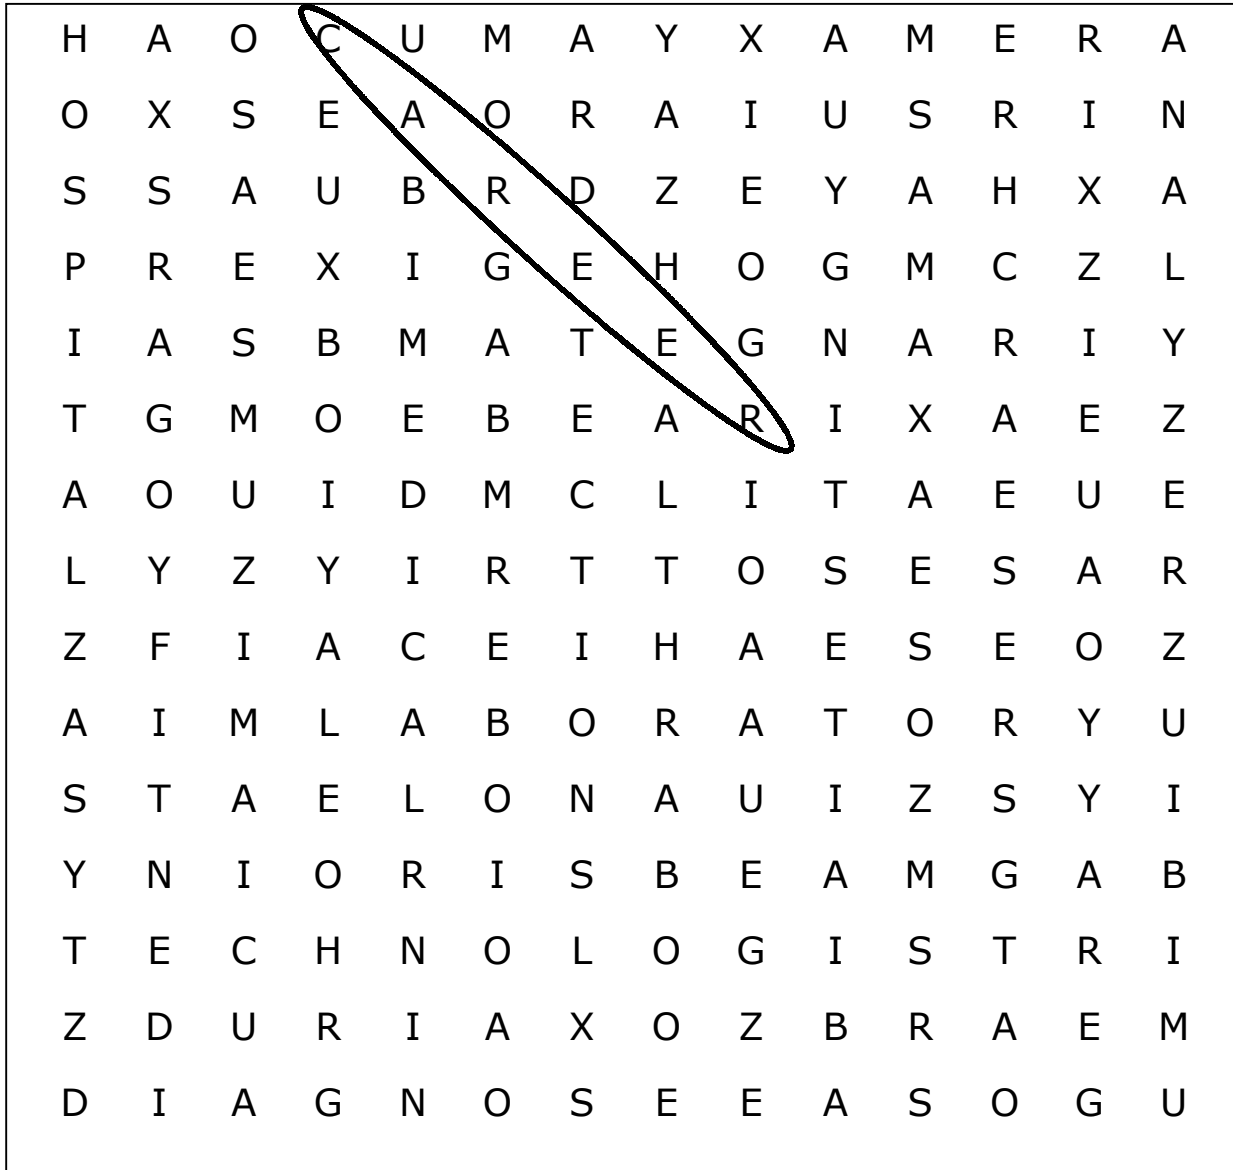 H A O C U M A Y X A M E R A
O X S E A O R A I U S R I N
S S A U B R D Z E Y A H X A
P R E X I G E H O G M C Z L
I A S B M A T E G N A R I Y
T G M O E B E A R I X A E Z
A O U I D M C L I T A E U E
L Y Z Y I R T T O S E S A R
Z F I A C E I H A E S E O Z
A I M L A B O R A T O R Y U
S T A E L O N A U I Z S Y I
Y N I O R I S B E A M G A B
T E C H N O L O G I S T R I
Z D U R I A X O Z B R A E M
D I A G N O S E E A S O G U